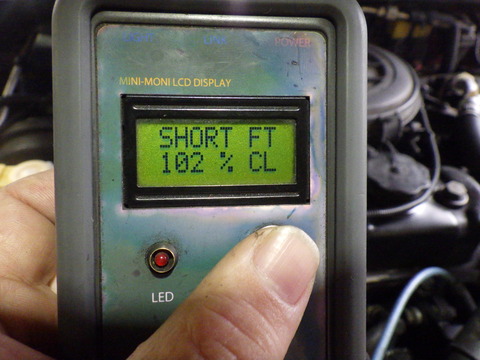 POWER
MINI-MONI LCD DISPLAY
SHORT FT
102 % CL
LED